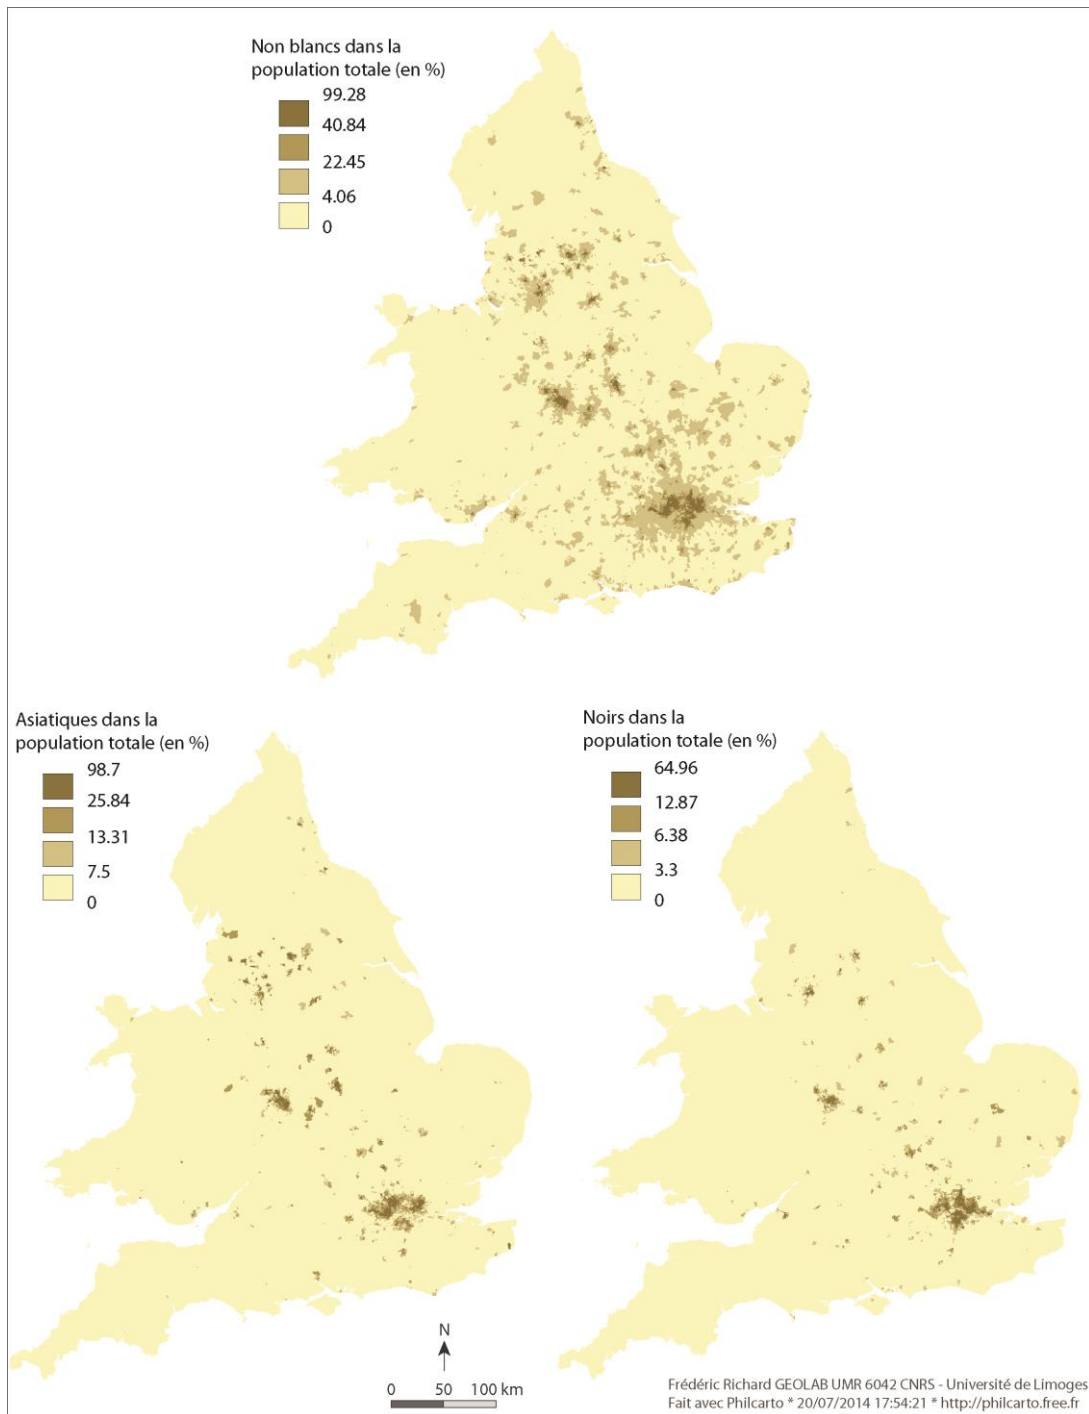 Non blancs dans la
population totale (en %)
99.28
40.84
22.45
4.06
0
Asiatiques dans la
population totale (en %)
98.7
25.84
13.31
7.5
0
Noirs dans la
population totale (en %)
64.96
12.87
6.38
3.3
0
N
0 50 100 km
Frédéric Richard GEOLAB UMR 6042 CNRS - Université de Limoges
Fait avec Philcarto * 20/07/2014 17:54:21 * http://philcarto.free.fr